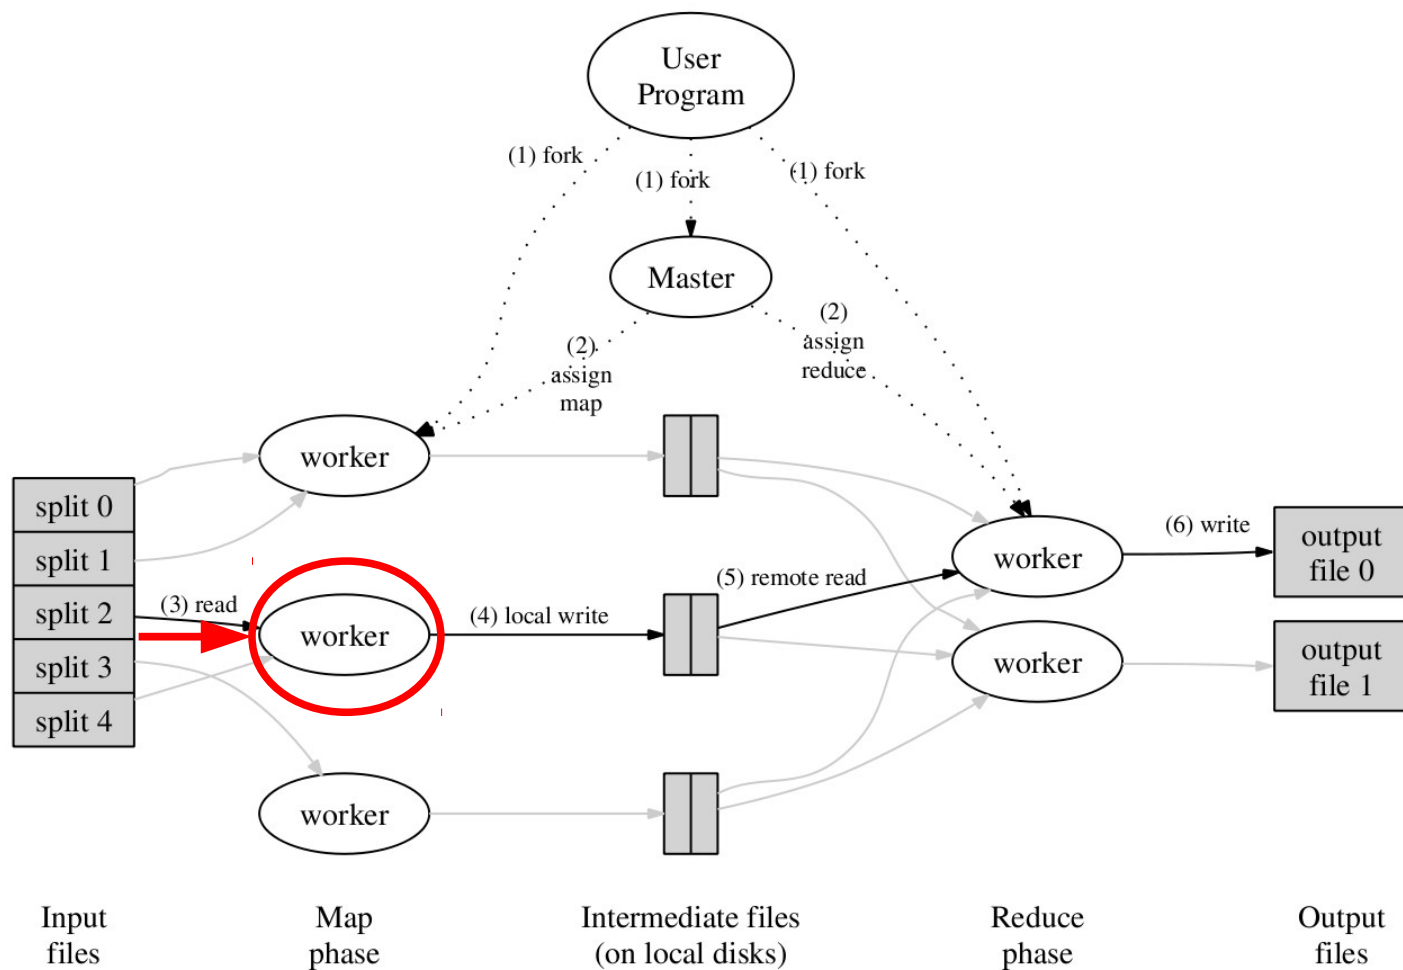 User
Program
(1) fork
(1) fork
(1) fork
Master
(2)
assign
map
(2)
assign
reduce
worker
split 0
split 1
split 2
split 3
split 4
(3) read
worker
(4) local write
(5) remote read
worker
(6) write
output
file 0
worker
output
file 1
worker
Input
files
Map
phase
Intermediate files
(on local disks)
Reduce
phase
Output
files